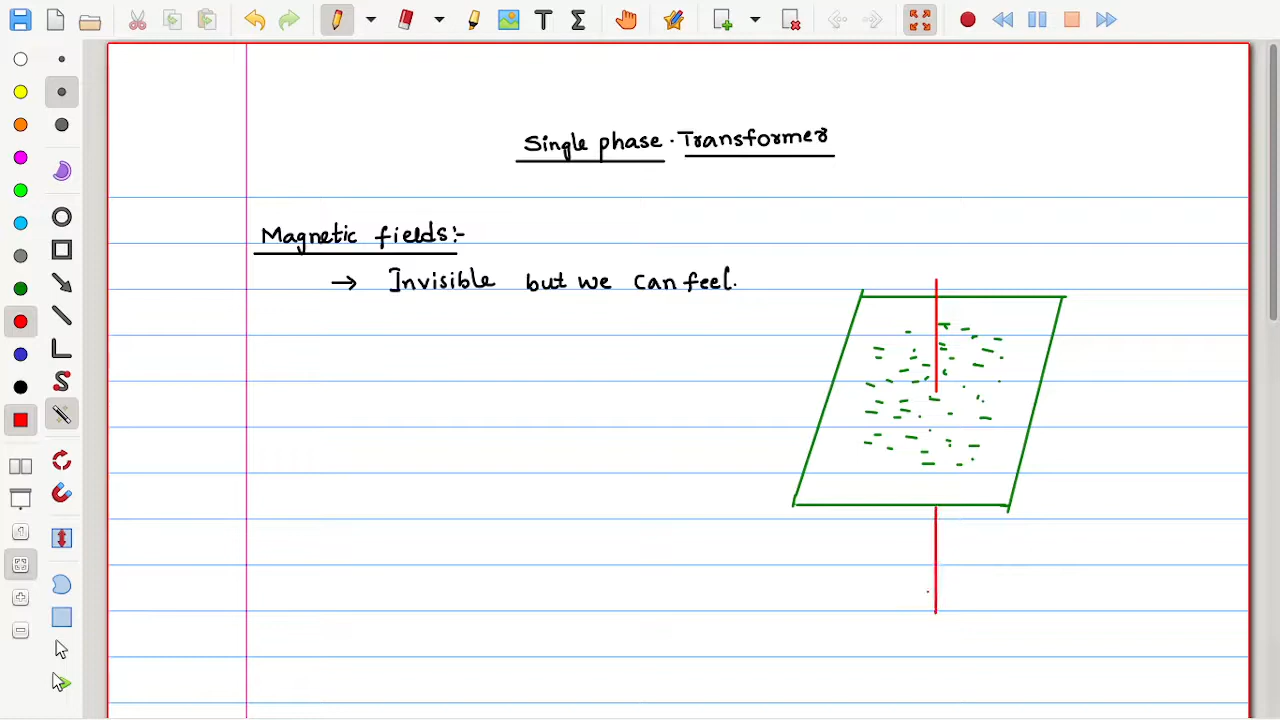 Single phase. Transformer
Magnetic fields:-
→ Invisible but we can feel.